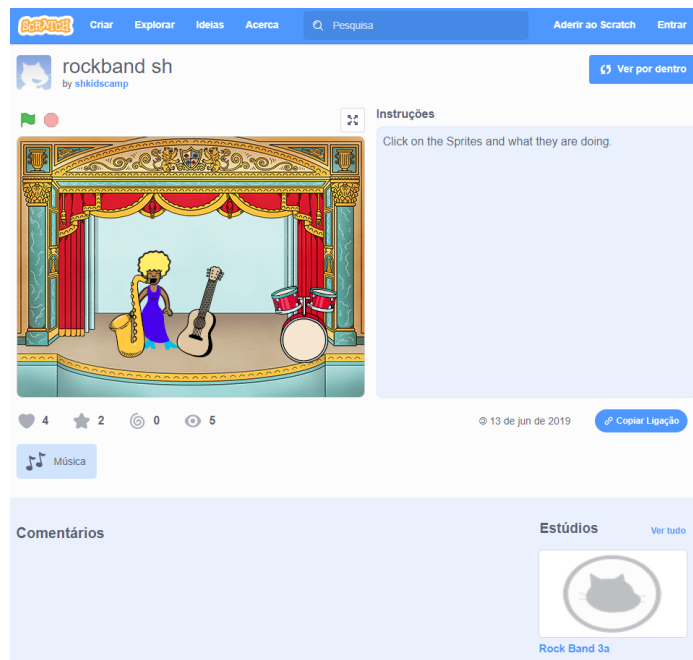 SCRATCH Criar Explorar Ideias Acerca Pesquisa Aderir ao Scratch Entrar
rockband sh
by shkidscamp
Ver por dentro
Instruções
Click on the Sprites and what they are doing.
4 2 0 5
© 13 de jun de 2019 Copiar Ligação
Música
Comentários
Estúdios Ver tudo
Rock Band 3a